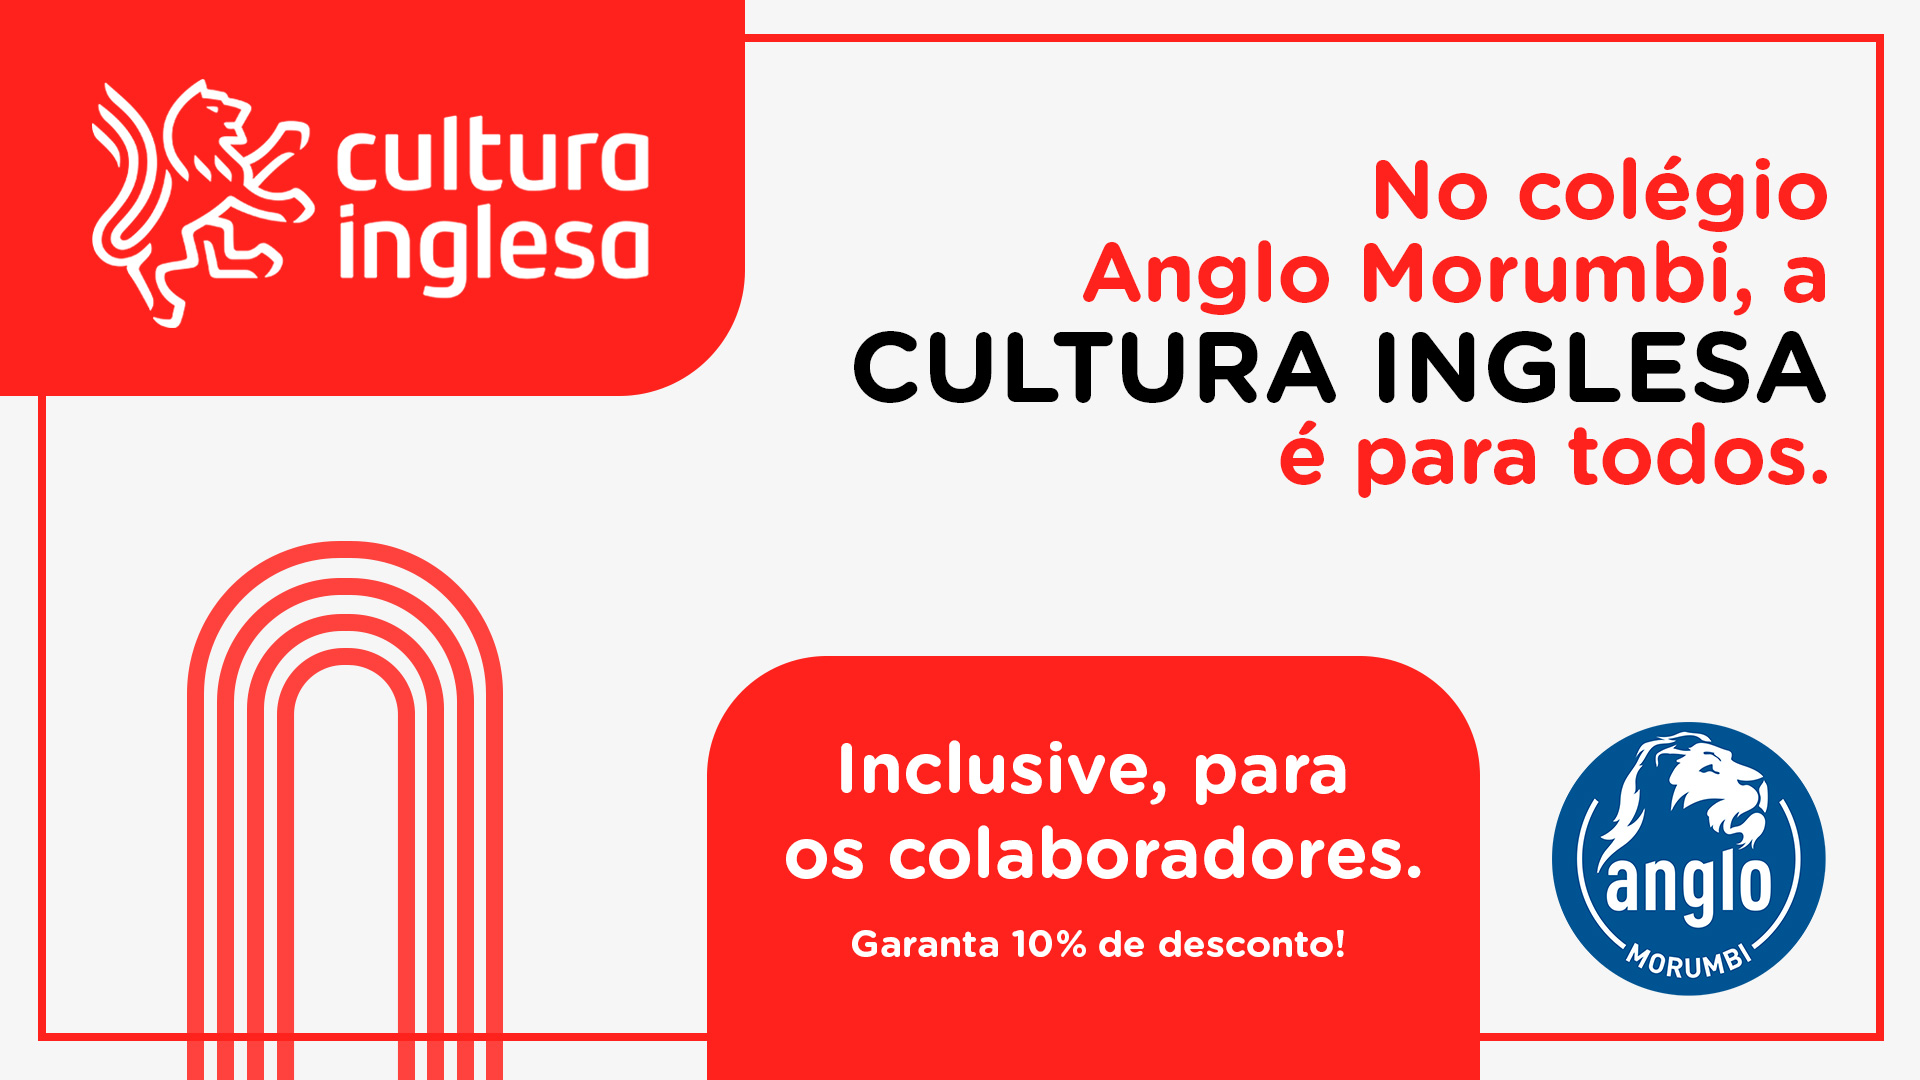 cultura
inglesa
No colégio
Anglo Morumbi, a
CULTURA INGLESA
é para todos.
Inclusive, para
os colaboradores.
Garanta 10% de desconto!
anglo
MORUMBI